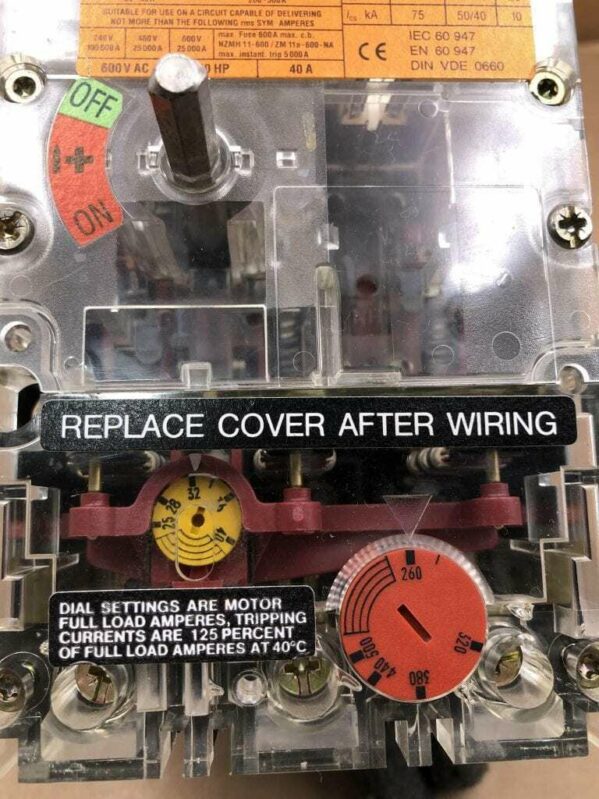 SUITABLE FOR USE ON A CIRCUIT CAPABLE OF DELIVERING
NOT MORE THAN THE FOLLOWING rms SYM AMPERES
240V 480V 600V max. Fuse 600A max. or
25000A 25000A NZMH 11-600 / ZM 11a-600-NA
max. instant. trip 5000A
600V AC HP 40 A
Ics kA 75 50/40 10
CE
IEC 60 947
EN 60 947
DIN VDE 0660
OFF
+
ON
REPLACE COVER AFTER WIRING
25 28 32 40
DIAL SETTINGS ARE MOTOR
FULL LOAD AMPERES, TRIPPING
CURRENTS ARE 125 PERCENT
OF FULL LOAD AMPERES AT 40°C
260 320 380 440 500